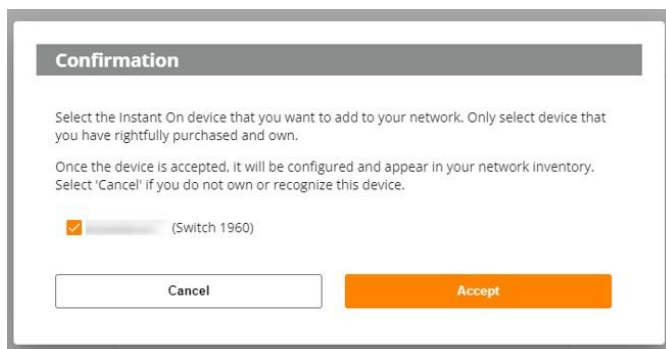 Confirmation
Select the Instant On device that you want to add to your network. Only select device that
you have rightfully purchased and own.
Once the device is accepted, it will be configured and appear in your network inventory.
Select 'Cancel' if you do not own or recognize this device.
(Switch 1960)
Cancel
Accept